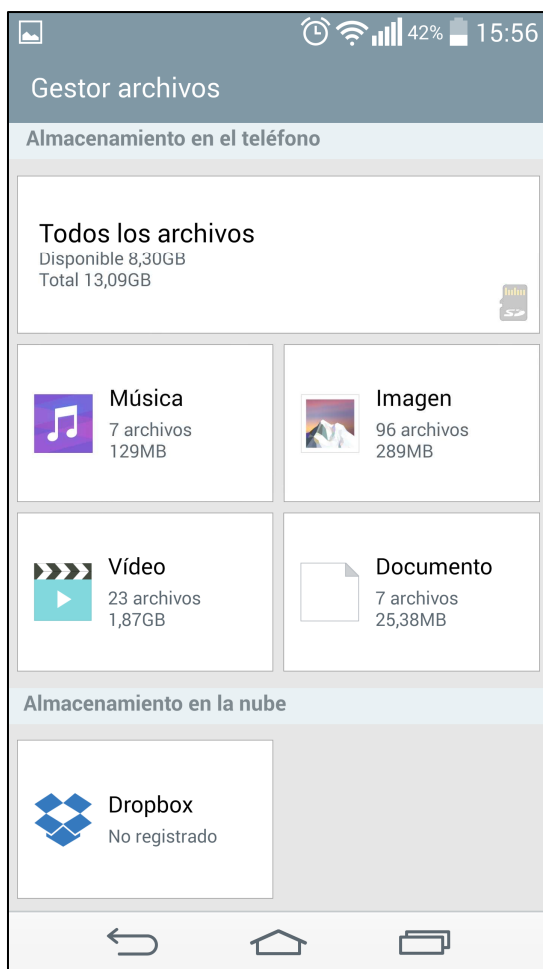 42% 15:56
Gestor archivos
Almacenamiento en el teléfono
Todos los archivos
Disponible 8,30GB
Total 13,09GB
SD
Música
7 archivos
129MB
Imagen
96 archivos
289MB
Vídeo
23 archivos
1,87GB
Documento
7 archivos
25,38MB
Almacenamiento en la nube
Dropbox
No registrado